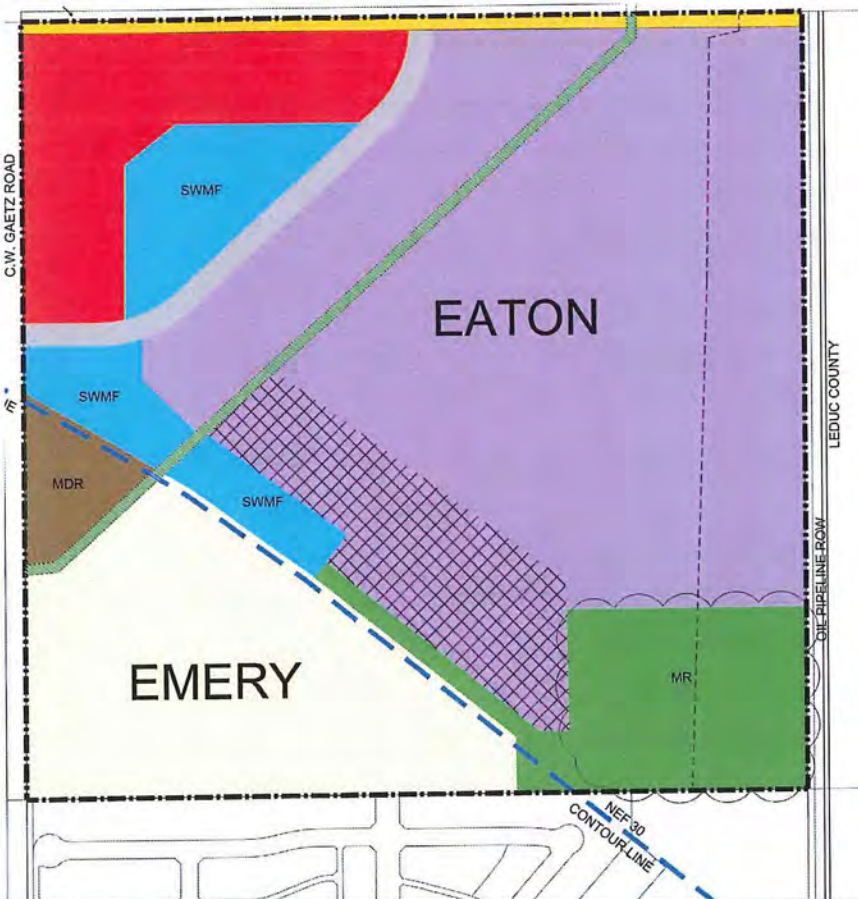 SWMF
C.W. GAETZ ROAD
EATON
LEDUC COUNTY
SWMF
MDR
SWMF
OIL PIPELINE ROW
EMERY
MR
NEF 30
CONTOUR LINE